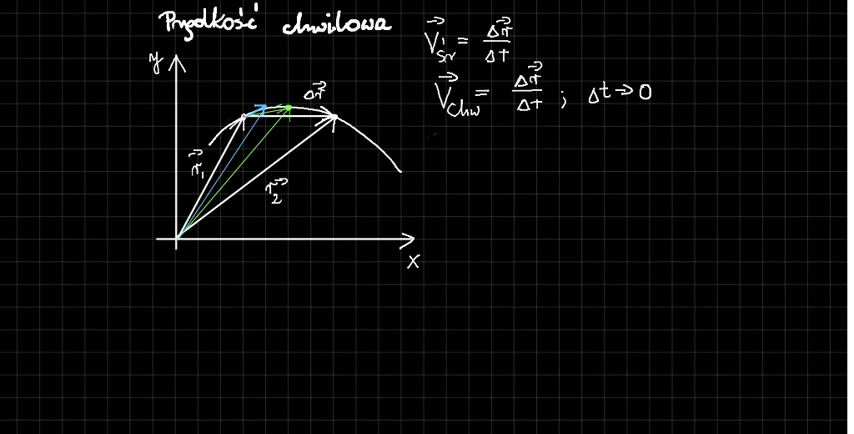 Prędkość chwilowa
V⃗śr = Δr⃗/Δt
V⃗chw = Δr⃗/Δt ; Δt→0
y
Δr⃗
r⃗₁
r⃗₂
x